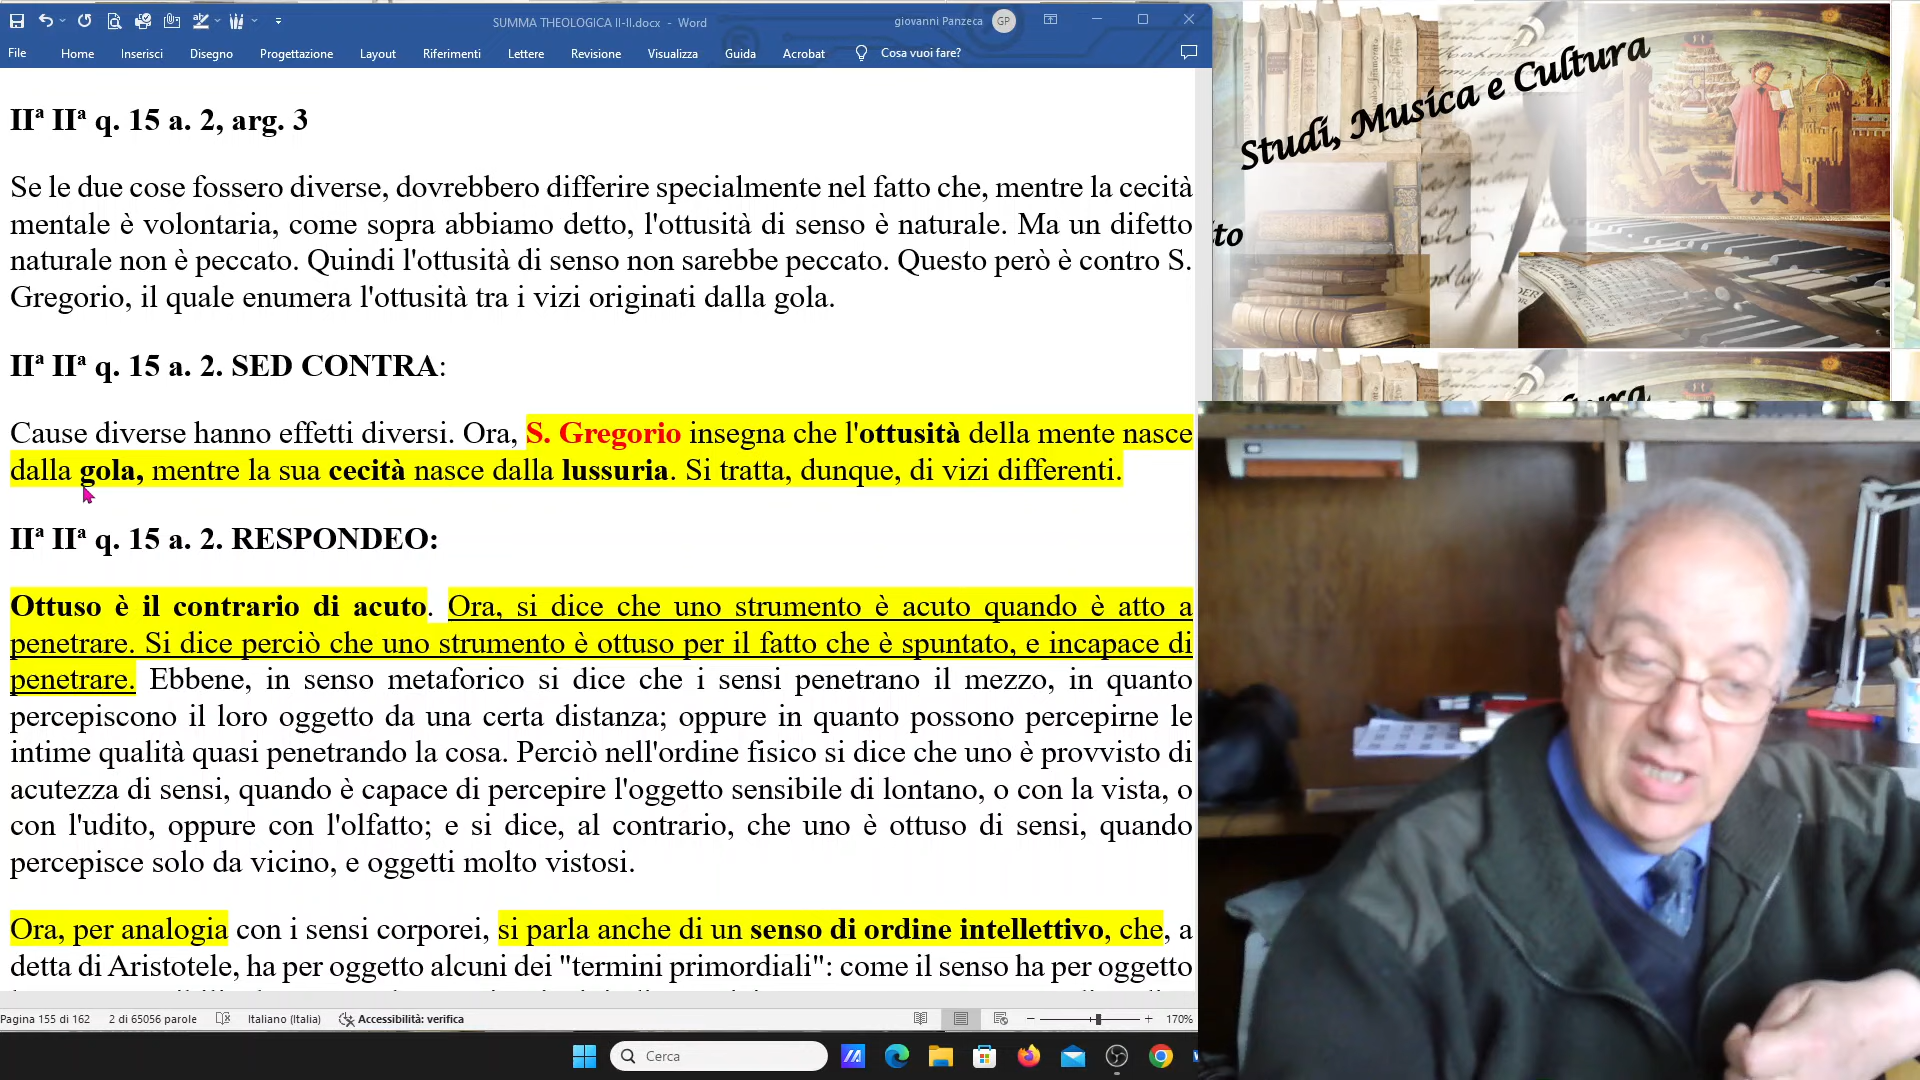 SUMMA THEOLOGICA II-II.docx - Word
giovanni Panzeca
GP
File Home Inserisci Disegno Progettazione Layout Riferimenti Lettere Revisione Visualizza Guida Acrobat Cosa vuoi fare?
IIª IIª q. 15 a. 2, arg. 3
Se le due cose fossero diverse, dovrebbero differire specialmente nel fatto che, mentre la cecità
mentale è volontaria, come sopra abbiamo detto, l'ottusità di senso è naturale. Ma un difetto
naturale non è peccato. Quindi l'ottusità di senso non sarebbe peccato. Questo però è contro S.
Gregorio, il quale enumera l'ottusità tra i vizi originati dalla gola.
IIª IIª q. 15 a. 2. SED CONTRA:
Cause diverse hanno effetti diversi. Ora, S. Gregorio insegna che l'ottusità della mente nasce
dalla gola, mentre la sua cecità nasce dalla lussuria. Si tratta, dunque, di vizi differenti.
IIª IIª q. 15 a. 2. RESPONDEO:
Ottuso è il contrario di acuto. Ora, si dice che uno strumento è acuto quando è atto a
penetrare. Si dice perciò che uno strumento è ottuso per il fatto che è spuntato, e incapace di
penetrare. Ebbene, in senso metaforico si dice che i sensi penetrano il mezzo, in quanto
percepiscono il loro oggetto da una certa distanza; oppure in quanto possono percepirne le
intime qualità quasi penetrando la cosa. Perciò nell'ordine fisico si dice che uno è provvisto di
acutezza di sensi, quando è capace di percepire l'oggetto sensibile di lontano, o con la vista, o
con l'udito, oppure con l'olfatto; e si dice, al contrario, che uno è ottuso di sensi, quando
percepisce solo da vicino, e oggetti molto vistosi.
Ora, per analogia con i sensi corporei, si parla anche di un senso di ordine intellettivo, che, a
detta di Aristotele, ha per oggetto alcuni dei "termini primordiali": come il senso ha per oggetto
Pagina 155 di 162 2 di 65056 parole Italiano (Italia) Accessibilità: verifica 170%
Cerca
Studi, Musica e Cultura
to